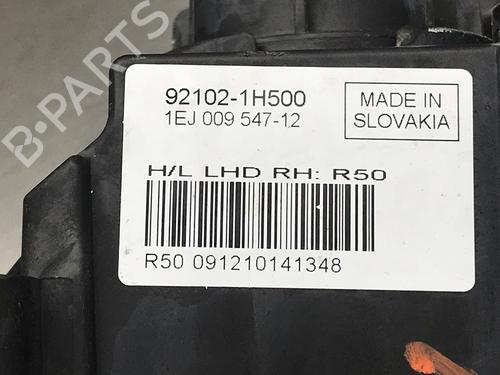 B-PARTS
92102-1H500
1EJ 009 547-12
MADE IN
SLOVAKIA
H/L LHD RH: R50
R50 091210141348